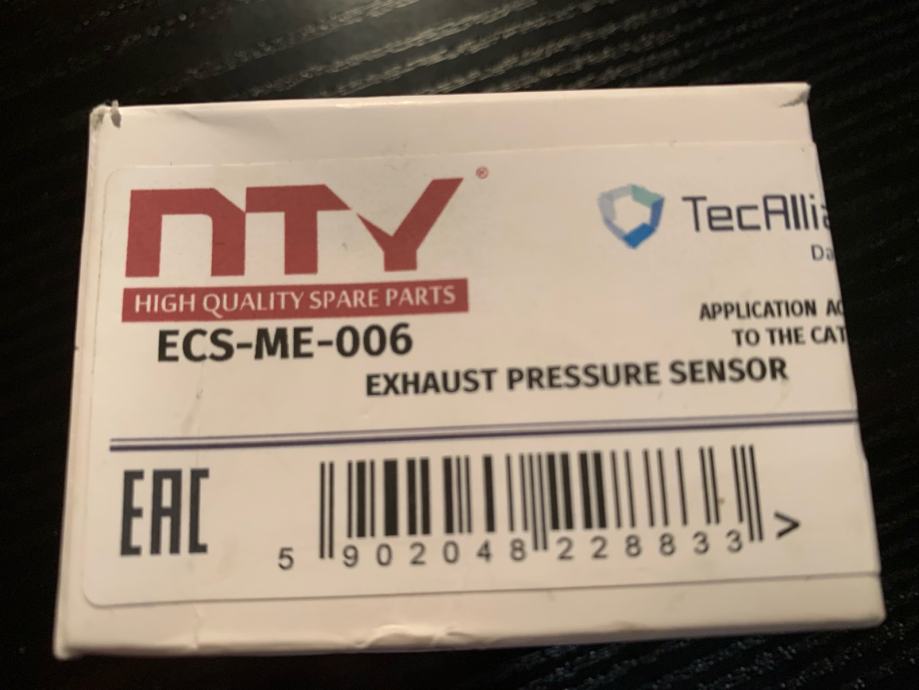 NTY®
HIGH QUALITY SPARE PARTS
ECS-ME-006
TecAllia
Da
APPLICATION AC
TO THE CAT
EXHAUST PRESSURE SENSOR
EAC
5 902048 228833 >